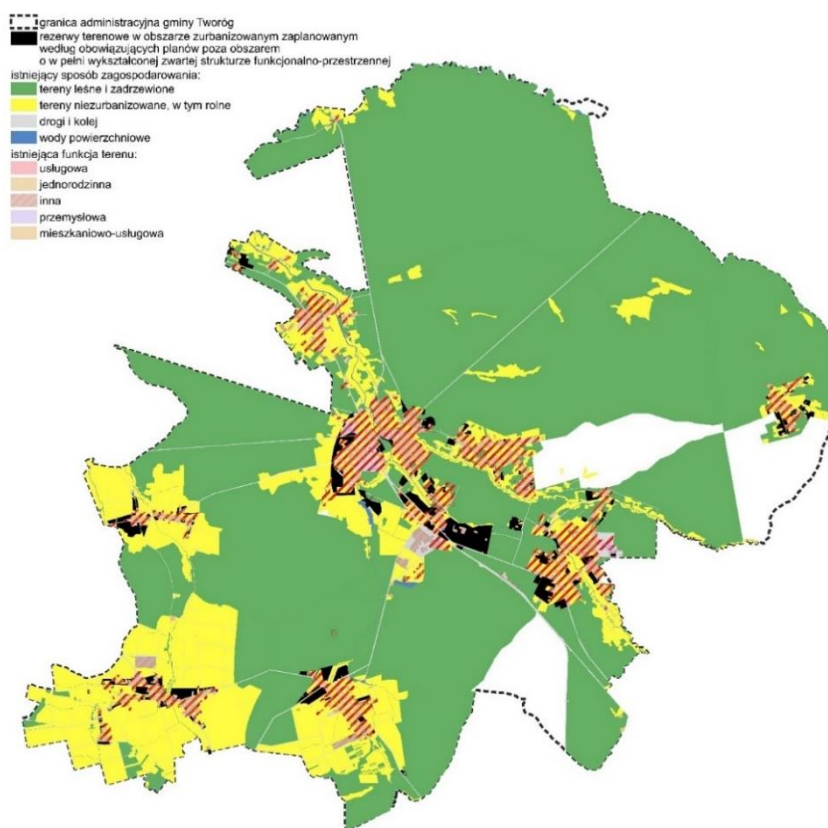 granica administracyjna gminy Tworóg
rezerwy terenowe w obszarze zurbanizowanym zaplanowanym
według obowiązujących planów poza obszarem
o w pełni wykształconej zwartej strukturze funkcjonalno-przestrzennej
istniejący sposób zagospodarowania:
tereny leśne i zadrzewione
tereny niezurbanizowane, w tym rolne
drogi i kolej
wody powierzchniowe
istniejąca funkcja terenu:
usługowa
jednorodzinna
inna
przemysłowa
mieszkaniowo-usługowa